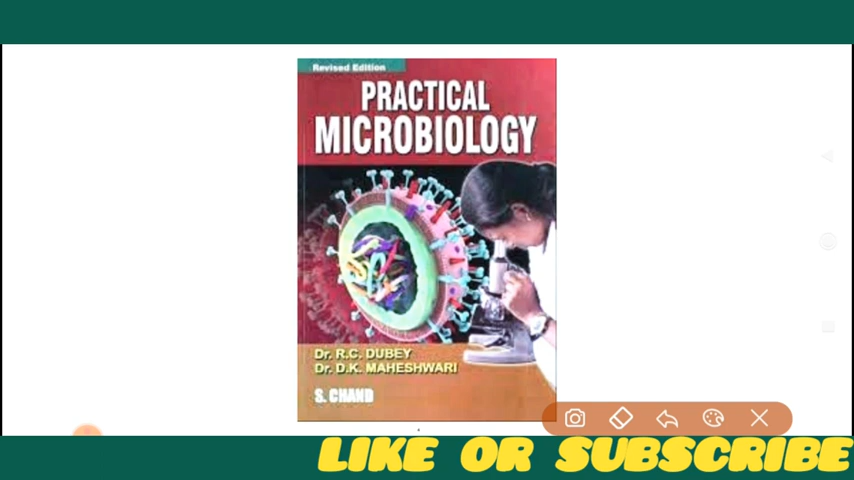 Revised Edition
PRACTICAL
MICROBIOLOGY
Dr. R.C. DUBEY
Dr. D.K. MAHESHWARI
S. CHAND
LIKE OR SUBSCRIBE